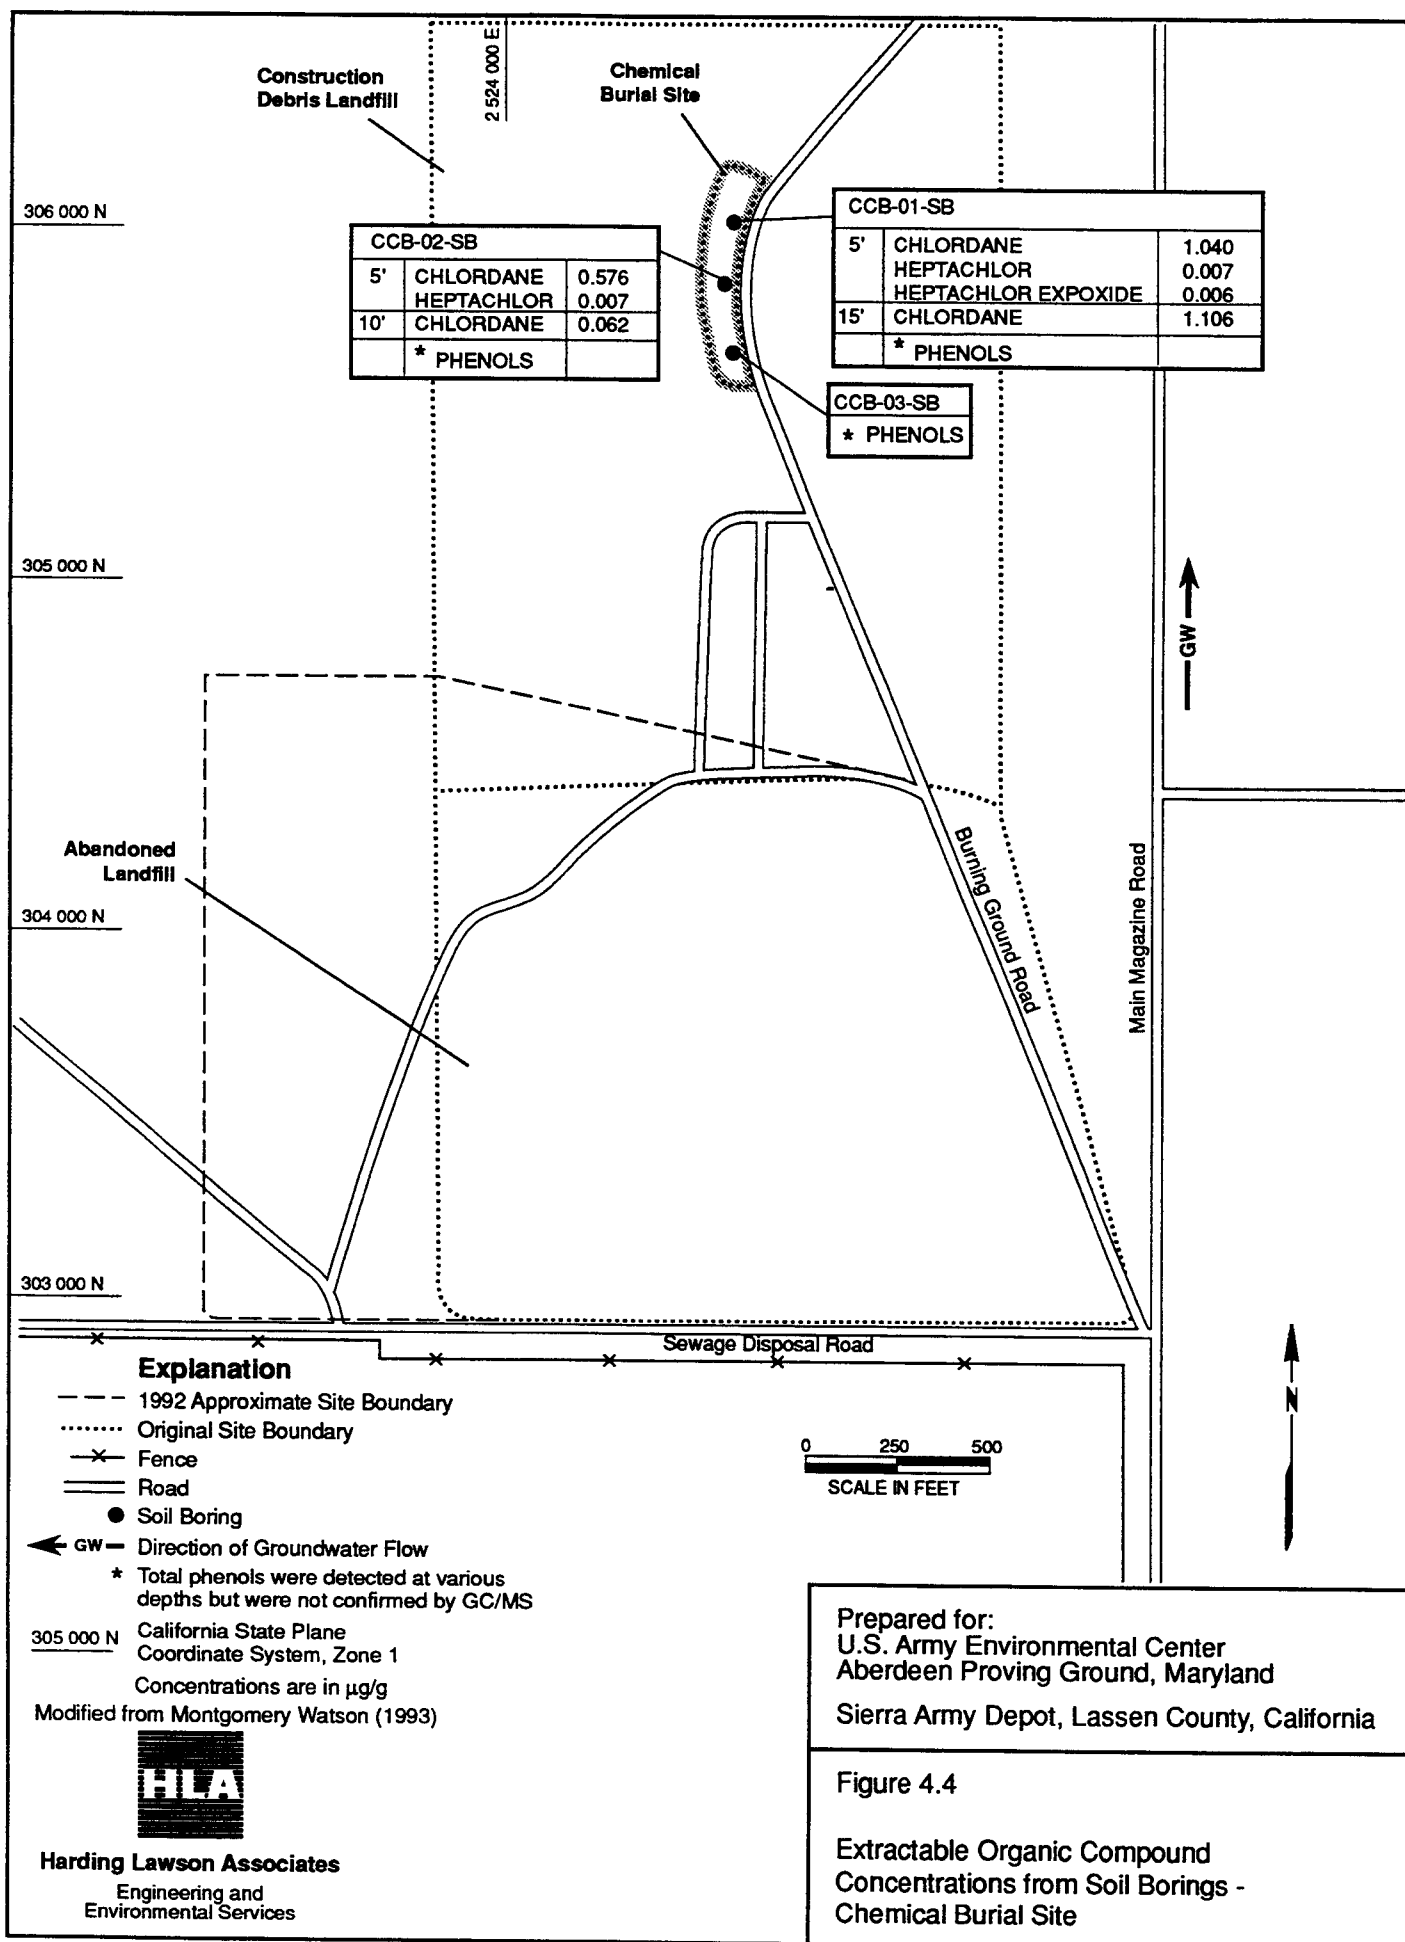 2 524 000 E
Construction
Debris Landfill
Chemical
Burial Site
306 000 N
CCB-01-SB
5' CHLORDANE 1.040
HEPTACHLOR 0.007
HEPTACHLOR EXPOXIDE 0.006
15' CHLORDANE 1.106
* PHENOLS
CCB-02-SB
5' CHLORDANE 0.576
HEPTACHLOR 0.007
10' CHLORDANE 0.062
* PHENOLS
CCB-03-SB
* PHENOLS
305 000 N
GW
Abandoned
Landfill
304 000 N
Burning Ground Road
Main Magazine Road
303 000 N
Sewage Disposal Road
Explanation
1992 Approximate Site Boundary
Original Site Boundary
Fence
Road
Soil Boring
GW Direction of Groundwater Flow
* Total phenols were detected at various
depths but were not confirmed by GC/MS
305 000 N California State Plane
Coordinate System, Zone 1
Concentrations are in µg/g
Modified from Montgomery Watson (1993)
HLA
Harding Lawson Associates
Engineering and
Environmental Services
0 250 500
SCALE IN FEET
N
Prepared for:
U.S. Army Environmental Center
Aberdeen Proving Ground, Maryland
Sierra Army Depot, Lassen County, California
Figure 4.4
Extractable Organic Compound
Concentrations from Soil Borings -
Chemical Burial Site